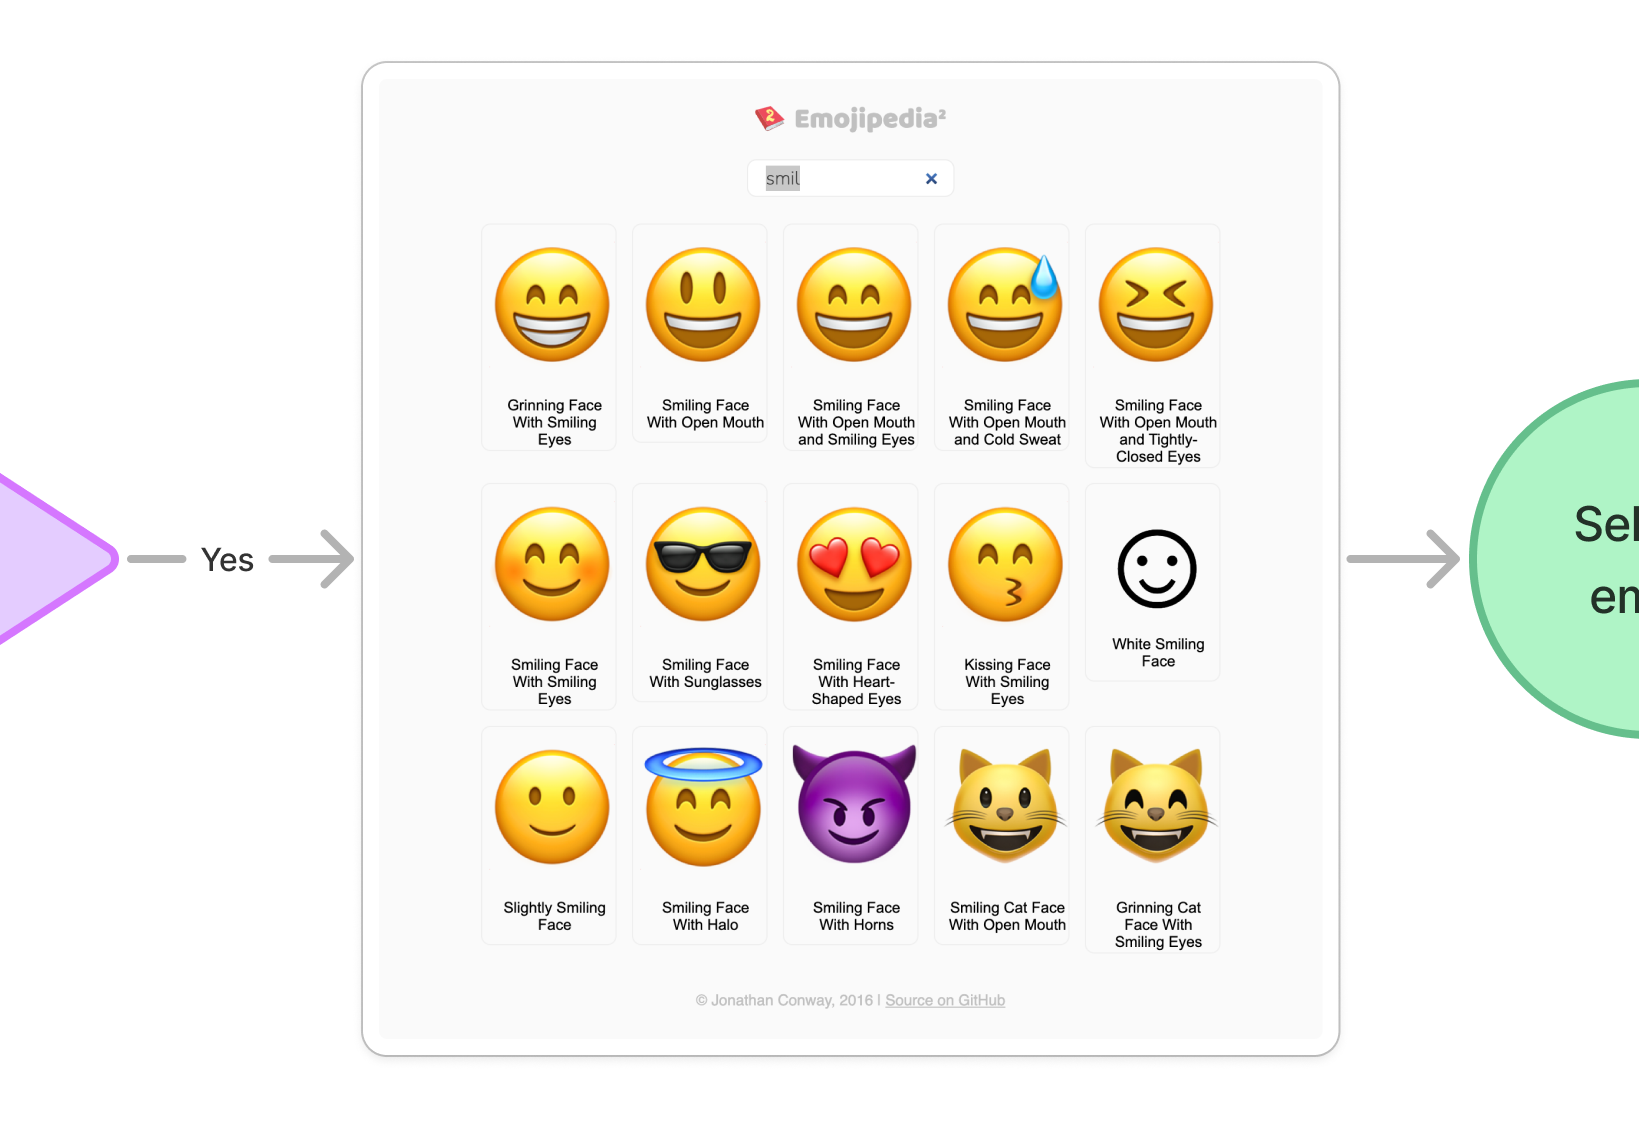 2
Emojipedia²
smil
Grinning Face
With Smiling
Eyes
Smiling Face
With Open Mouth
Smiling Face
With Open Mouth
and Smiling Eyes
Smiling Face
With Open Mouth
and Cold Sweat
Smiling Face
With Open Mouth
and Tightly-
Closed Eyes
Yes
Smiling Face
With Smiling
Eyes
Smiling Face
With Sunglasses
Smiling Face
With Heart-
Shaped Eyes
Kissing Face
With Smiling
Eyes
White Smiling
Face
Slightly Smiling
Face
Smiling Face
With Halo
Smiling Face
With Horns
Smiling Cat Face
With Open Mouth
Grinning Cat
Face With
Smiling Eyes
© Jonathan Conway, 2016 | Source on GitHub